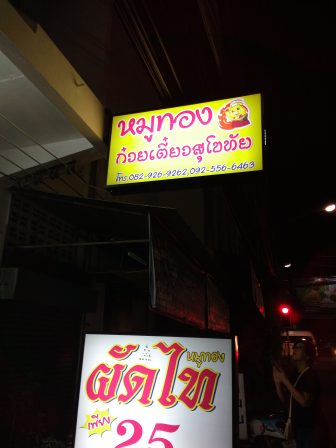 หมูทอง
ก๋วยเตี๋ยวสุโขทัย
โทร.082-926-9262,092-556-6463
หมูทอง
ผัดไท
เพียง
25